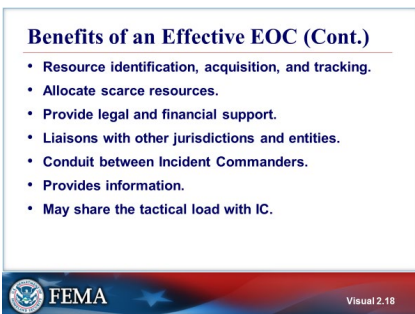 Benefits of an Effective EOC (Cont.)
• Resource identification, acquisition, and tracking.
• Allocate scarce resources.
• Provide legal and financial support.
• Liaisons with other jurisdictions and entities.
• Conduit between Incident Commanders.
• Provides information.
• May share the tactical load with IC.
FEMA
Visual 2.18